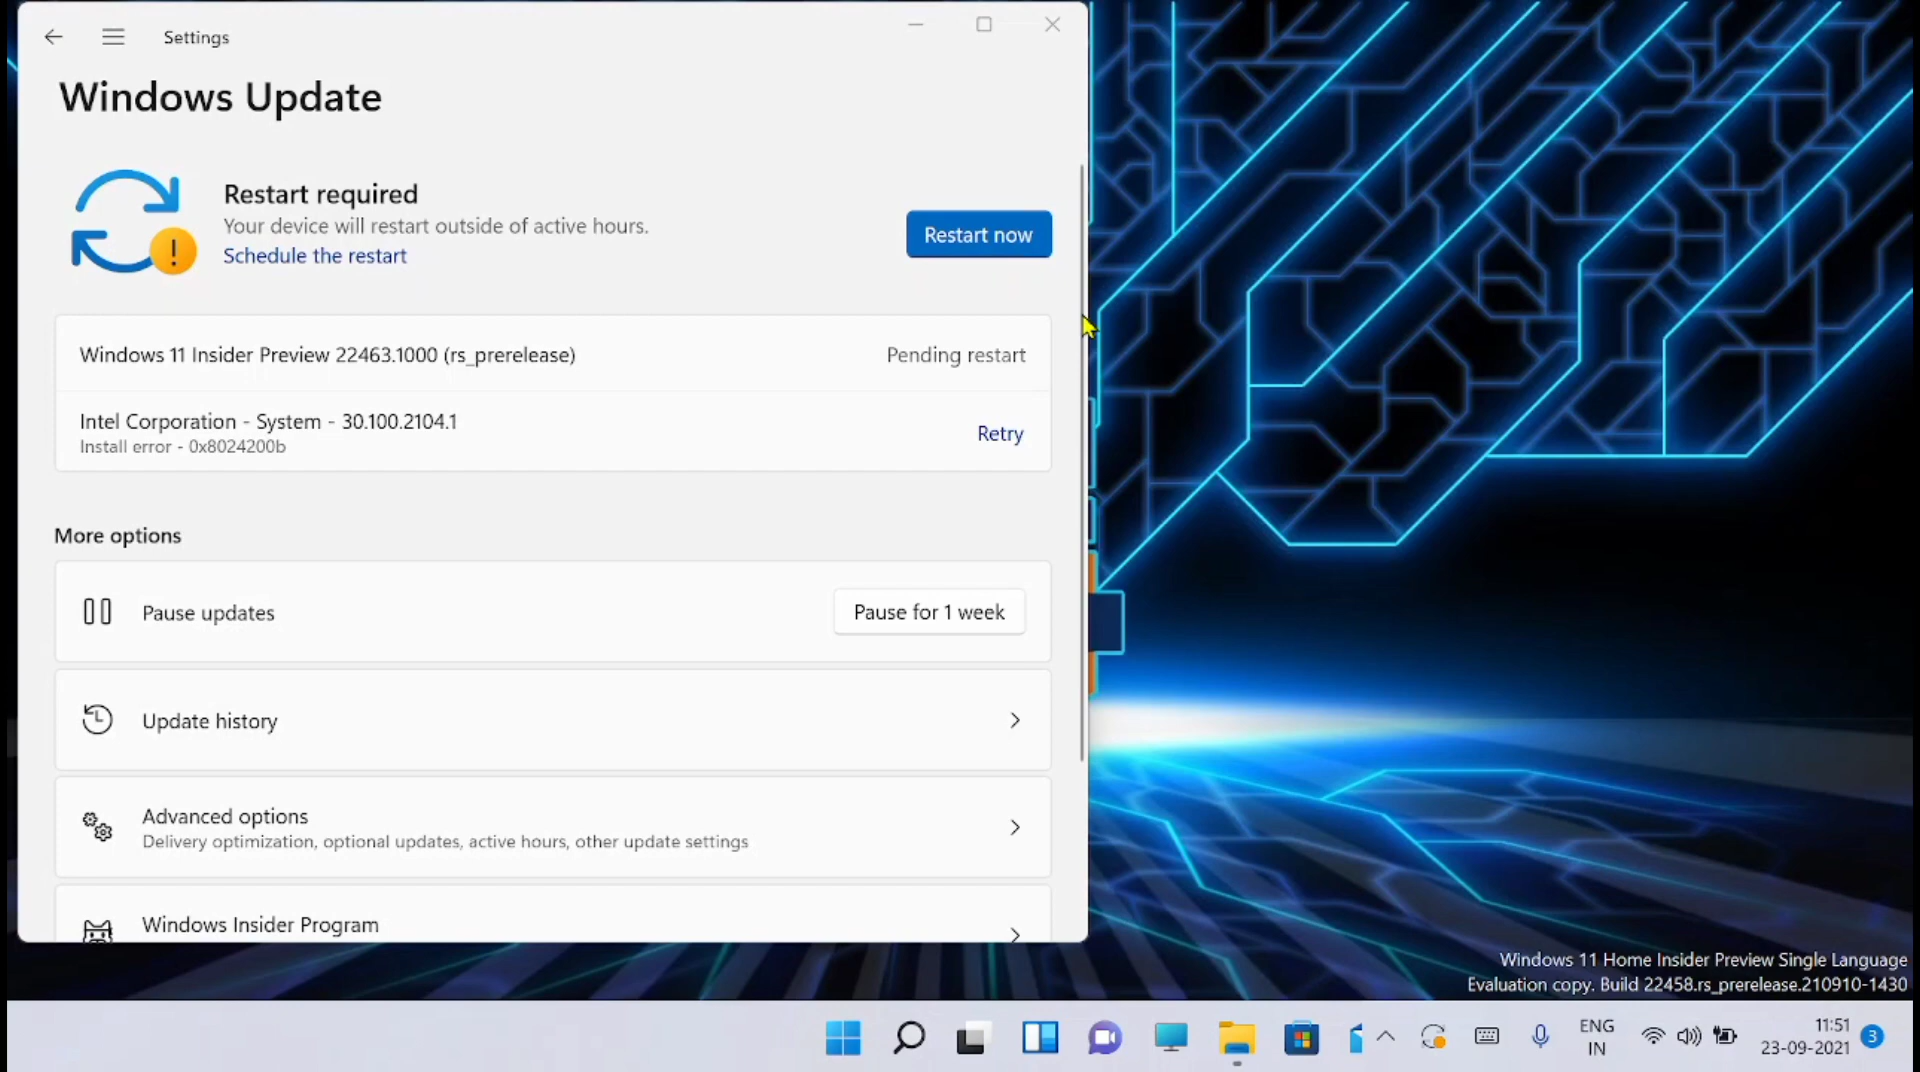 Settings
Windows Update
Restart required
Your device will restart outside of active hours.
Schedule the restart
Restart now
Windows 11 Insider Preview 22463.1000 (rs_prerelease)
Pending restart
Intel Corporation - System - 30.100.2104.1
Install error - 0x8024200b
Retry
More options
Pause updates
Pause for 1 week
Update history
Advanced options
Delivery optimization, optional updates, active hours, other update settings
Windows Insider Program
Windows 11 Home Insider Preview Single Language
Evaluation copy. Build 22458.rs_prerelease.210910-1430
ENG
IN
11:51
23-09-2021
3